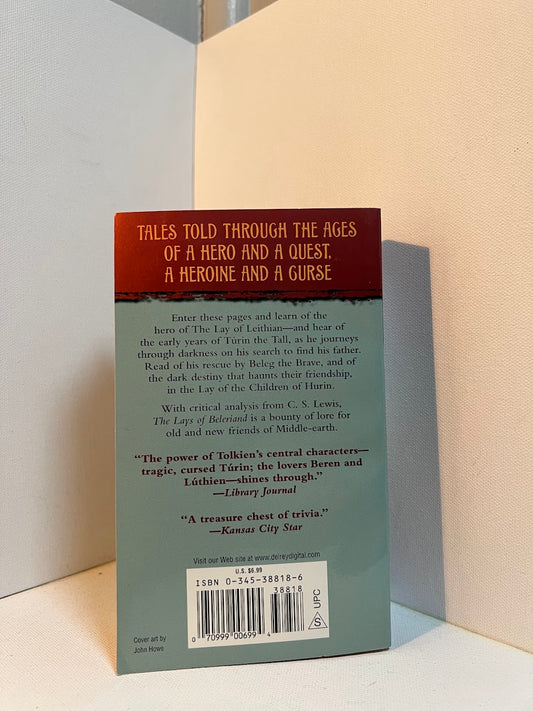 TALES TOLD THROUGH THE AGES
OF A HERO AND A QUEST,
A HEROINE AND A CURSE
Enter these pages and learn of the
hero of The Lay of Leithian—and hear of
the early years of Túrin the Tall, as he journeys
through darkness on his search to find his father.
Read of his rescue by Beleg the Brave, and of
the dark destiny that haunts their friendship,
in the Lay of the Children of Hurin.
With critical analysis from C. S. Lewis,
The Lays of Beleriand is a bounty of lore for
old and new friends of Middle-earth.
“The power of Tolkien's central characters—
tragic, cursed Túrin; the lovers Beren and
Lúthien—shines through.”
—Library Journal
“A treasure chest of trivia.”
—Kansas City Star
Visit our Web site at www.delreydigital.com
U.S. $6.99
ISBN 0-345-38818-6
38818
0 70999 00699 4
S UPC
Cover art by
John Howe